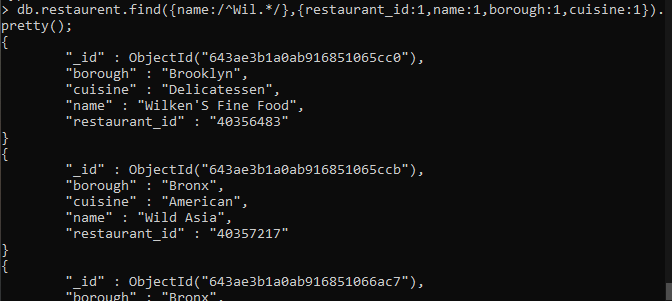 > db.restaurent.find({name:/^Wil.*/},{restaurant_id:1,name:1,borough:1,cuisine:1}).
pretty();
{
"_id" : ObjectId("643ae3b1a0ab916851065cc0"),
"borough" : "Brooklyn",
"cuisine" : "Delicatessen",
"name" : "Wilken'S Fine Food",
"restaurant_id" : "40356483"
}
{
"_id" : ObjectId("643ae3b1a0ab916851065ccb"),
"borough" : "Bronx",
"cuisine" : "American",
"name" : "Wild Asia",
"restaurant_id" : "40357217"
}
{
"_id" : ObjectId("643ae3b1a0ab916851066ac7"),
"borough" : "Bronx",